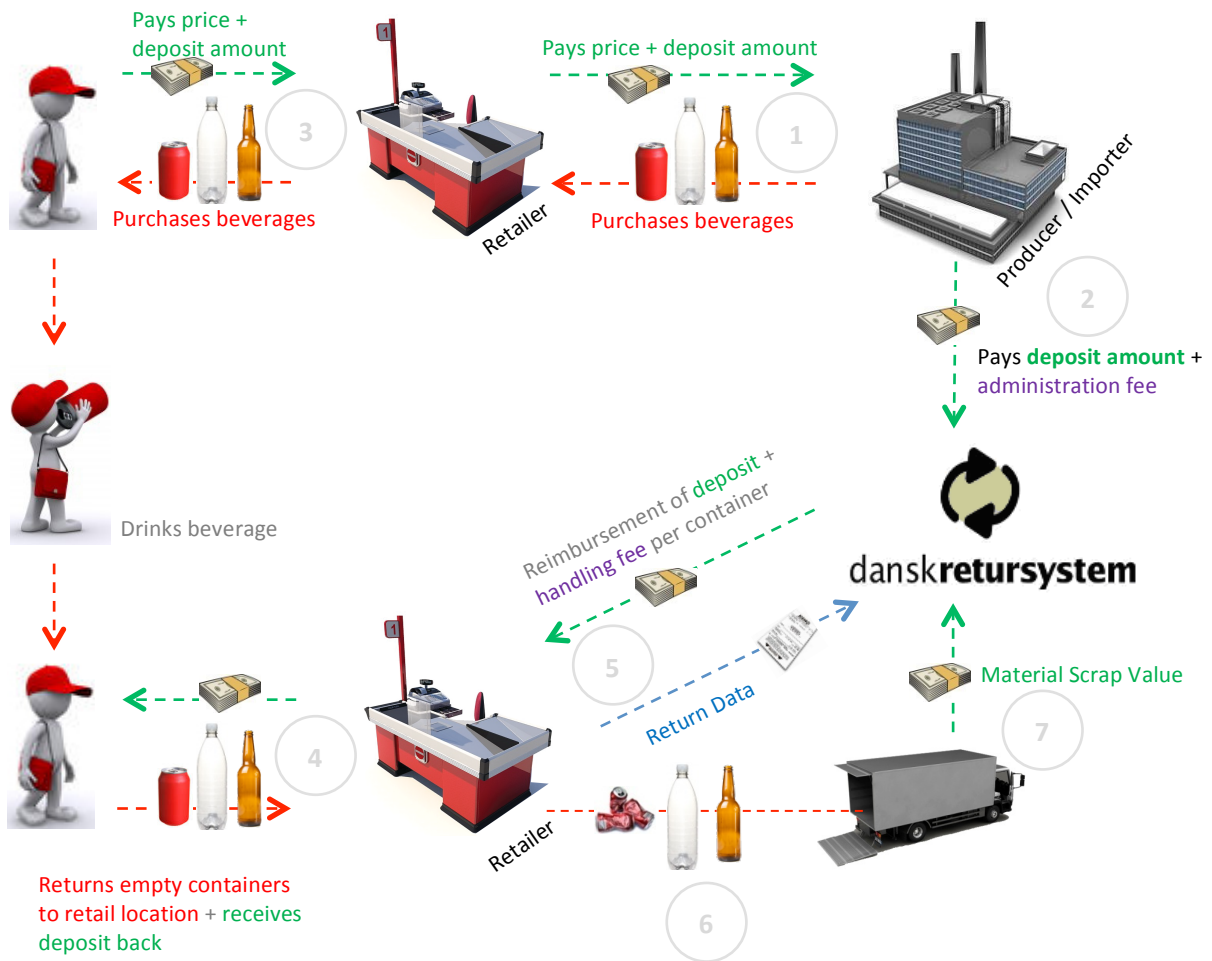 Pays price +
deposit amount
3
Purchases beverages
1
Retailer
Pays price + deposit amount
1
Purchases beverages
Producer / Importer
2
Pays deposit amount +
administration fee
Drinks beverage
Reimbursement of deposit +
handling fee per container
danskretursystem
5
Return Data
Material Scrap Value
7
4
1
Retailer
6
Returns empty containers
to retail location + receives
deposit back